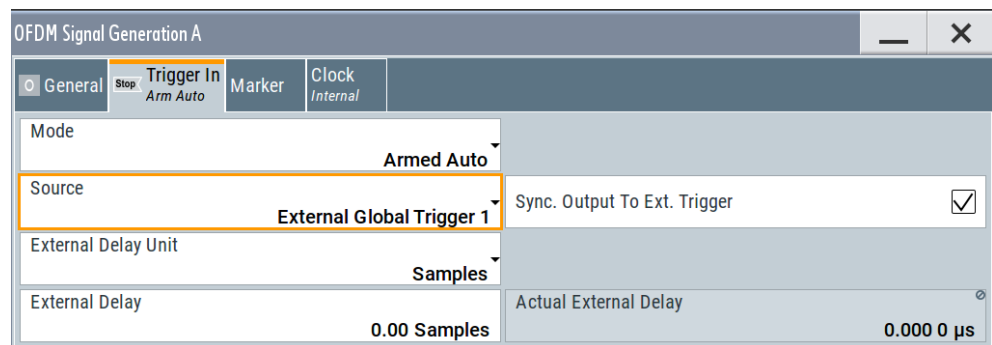 OFDM Signal Generation A
General
Stop
Trigger In
Arm Auto
Marker
Clock
Internal
Mode
Armed Auto
Source
External Global Trigger 1
Sync. Output To Ext. Trigger
External Delay Unit
Samples
External Delay
0.00 Samples
Actual External Delay
0.000 0 µs